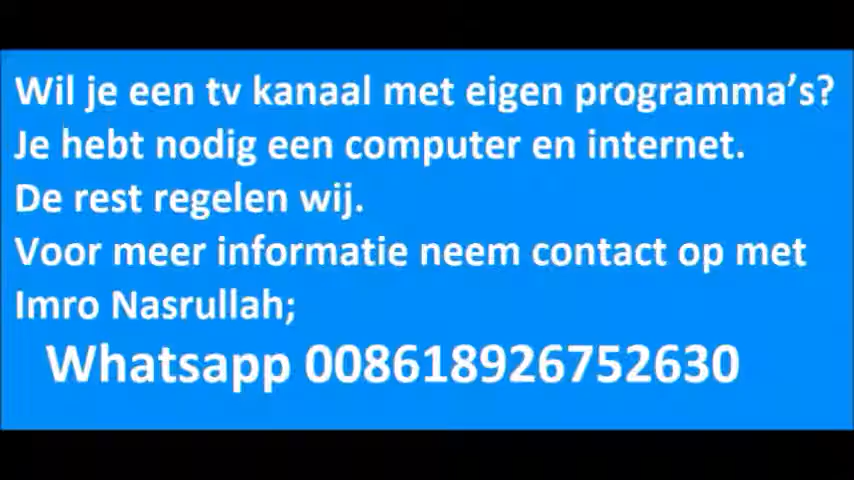 Wil je een tv kanaal met eigen programma’s?
Je hebt nodig een computer en internet.
De rest regelen wij.
Voor meer informatie neem contact op met
Imro Nasrullah;
Whatsapp 008618926752630